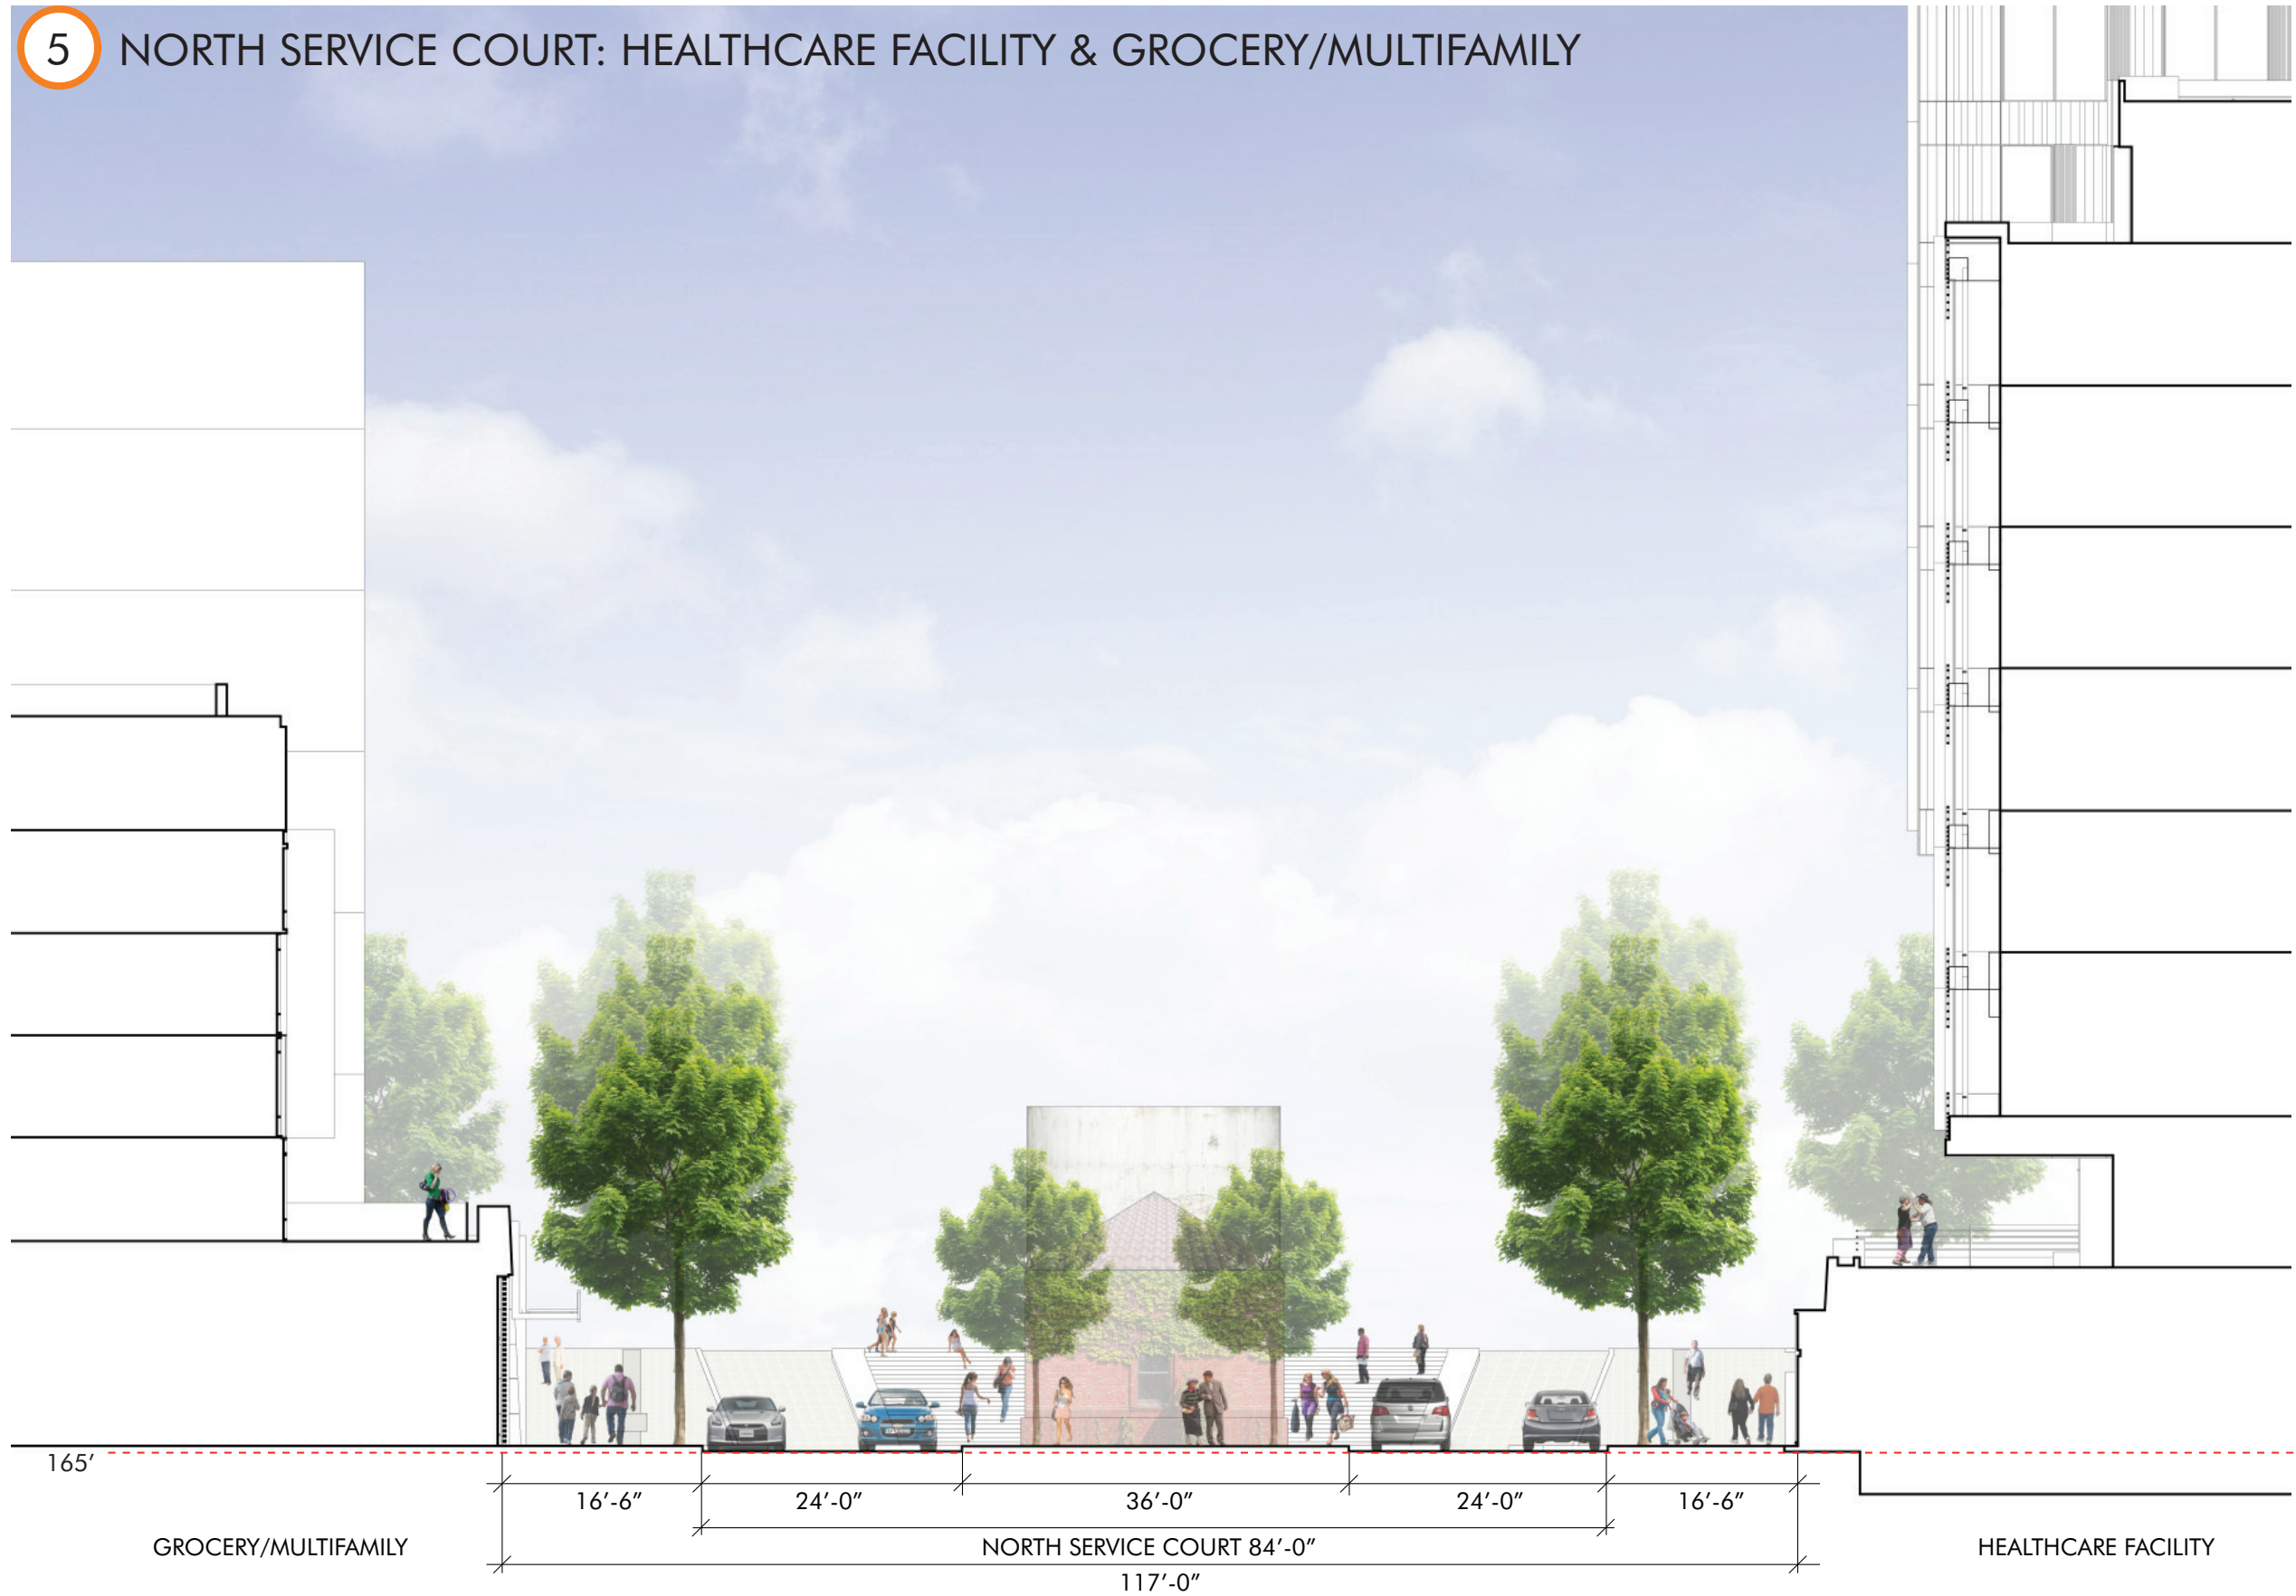 5 NORTH SERVICE COURT: HEALTHCARE FACILITY & GROCERY/MULTIFAMILY
165′
16′-6″ 24′-0″ 36′-0″ 24′-0″ 16′-6″
GROCERY/MULTIFAMILY NORTH SERVICE COURT 84′-0″ HEALTHCARE FACILITY
117′-0″